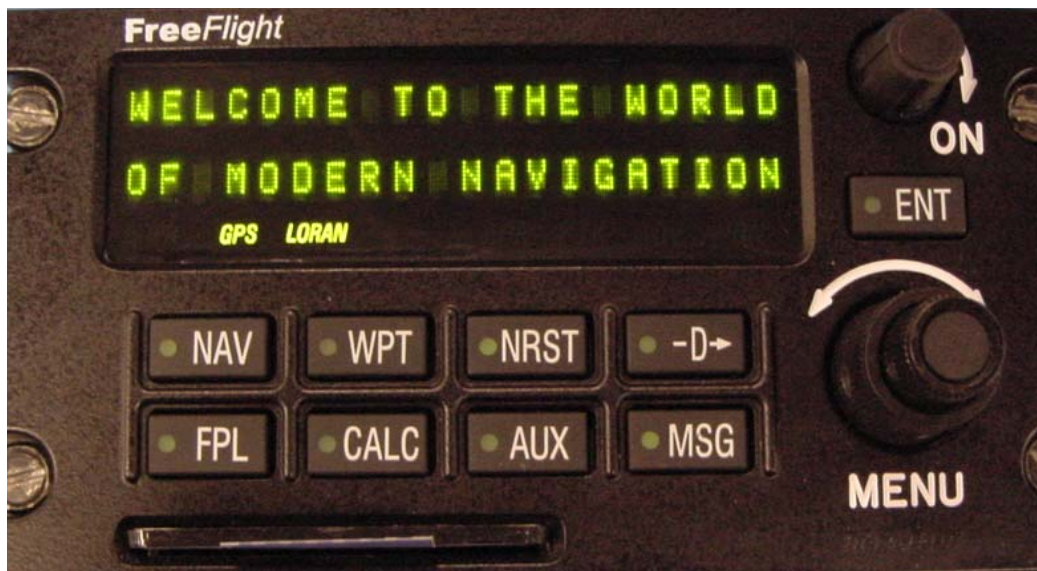 FreeFlight
WELCOME TO THE WORLD
OF MODERN NAVIGATION
GPS LORAN
ON
ENT
NAV WPT NRST -D→
FPL CALC AUX MSG
MENU